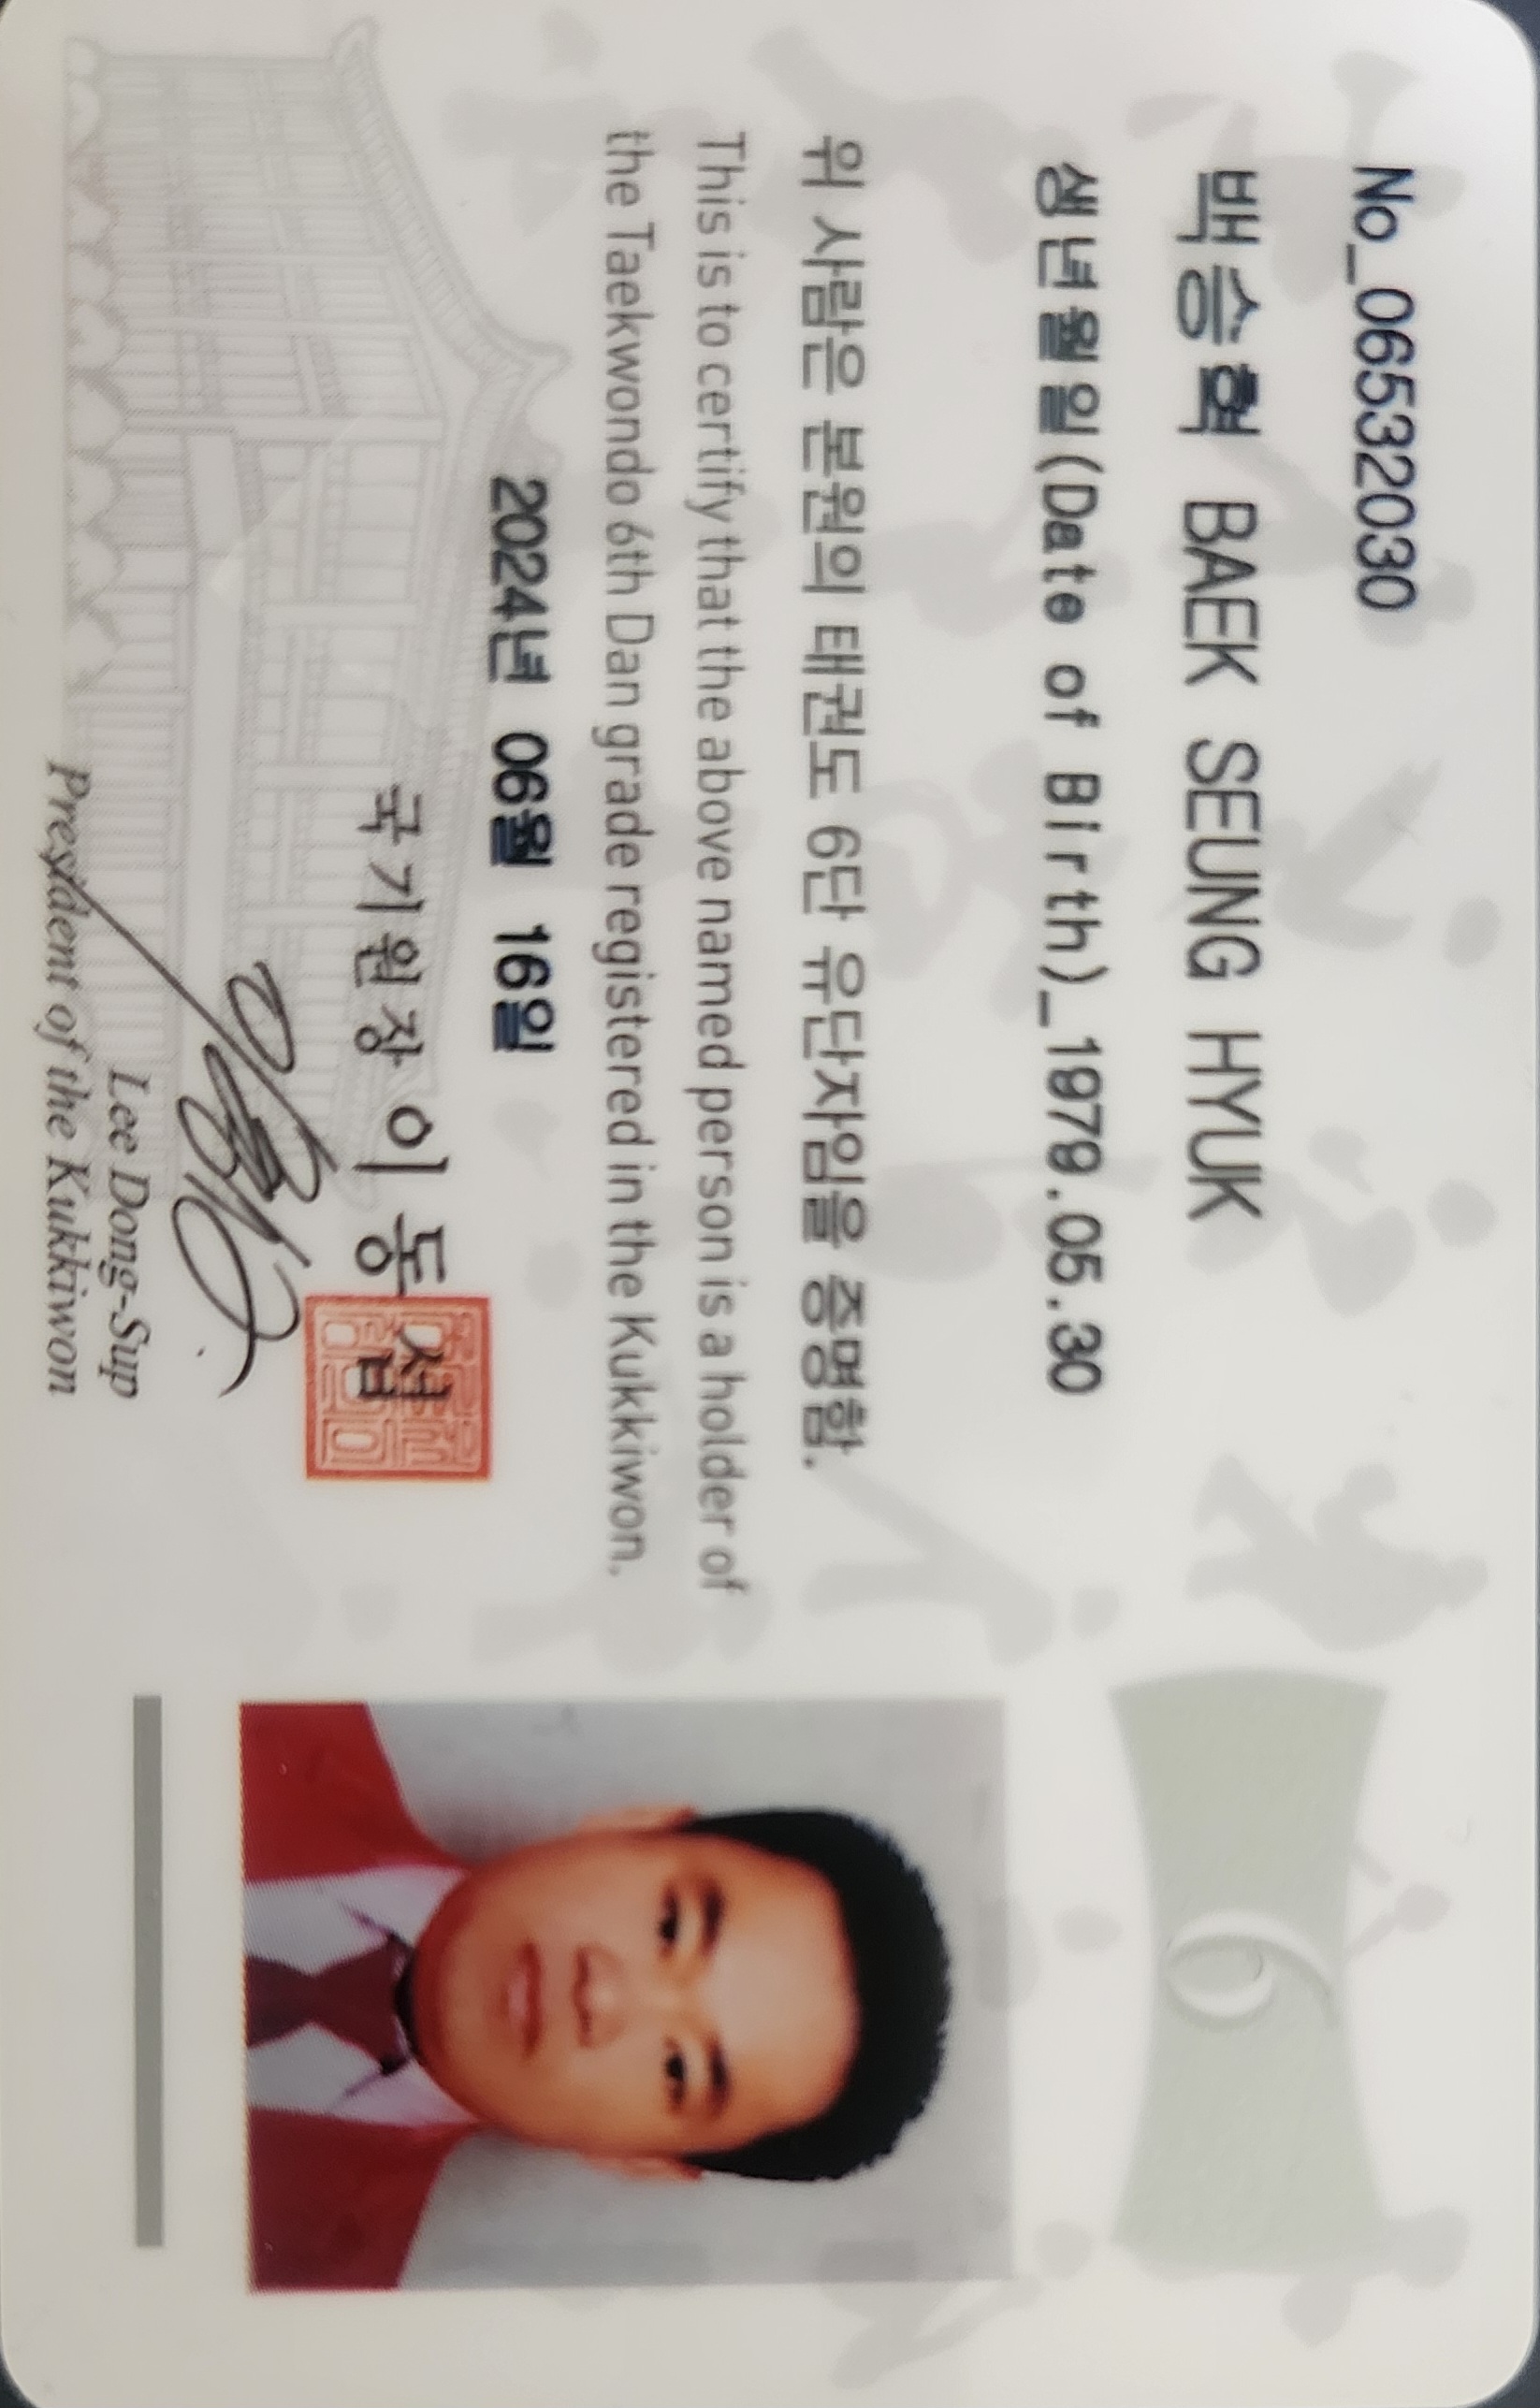 No_06532030
백승혁 BAEK SEUNG HYUK
생년월일(Date of Birth)_1979.05.30
위 사람은 본원의 태권도 6단 유단자임을 증명함.
This is to certify that the above named person is a holder of
the Taekwondo 6th Dan grade registered in the Kukkiwon.
2024년 06월 16일
국기원장 이동섭
Lee Dong-Sup
President of the Kukkiwon
6